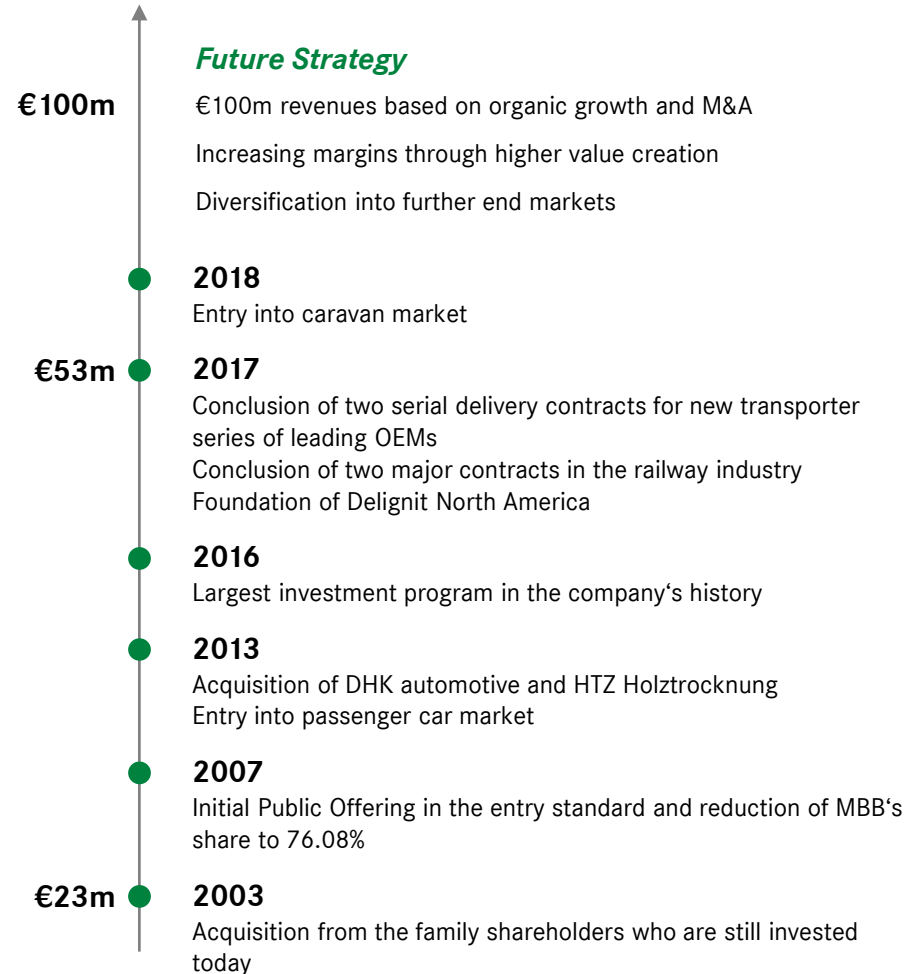 Future Strategy
€100m
€100m revenues based on organic growth and M&A
Increasing margins through higher value creation
Diversification into further end markets
2018
Entry into caravan market
€53m
2017
Conclusion of two serial delivery contracts for new transporter
series of leading OEMs
Conclusion of two major contracts in the railway industry
Foundation of Delignit North America
2016
Largest investment program in the company‘s history
2013
Acquisition of DHK automotive and HTZ Holztrocknung
Entry into passenger car market
2007
Initial Public Offering in the entry standard and reduction of MBB‘s
share to 76.08%
€23m
2003
Acquisition from the family shareholders who are still invested
today